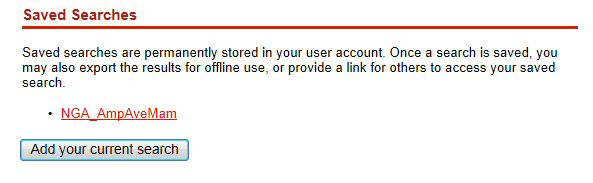 Saved Searches
Saved searches are permanently stored in your user account. Once a search is saved, you
may also export the results for offline use, or provide a link for others to access your saved
search.
• NGA_AmpAveMam
Add your current search